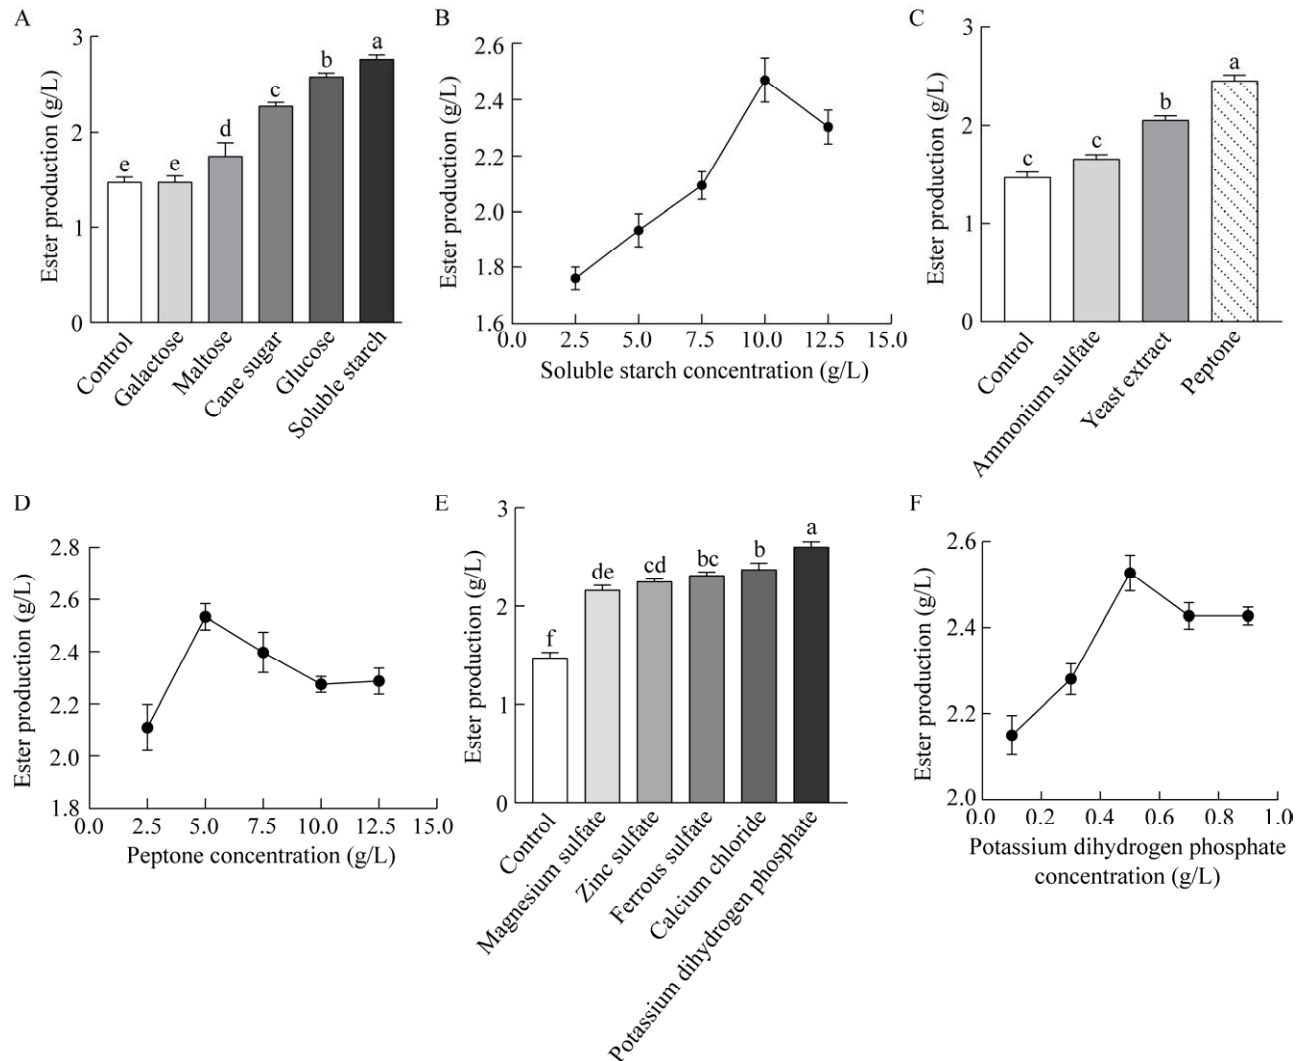 A
Ester production (g/L)
3
2
1
0
e
e
d
c
b
a
Control
Galactose
Maltose
Cane sugar
Glucose
Soluble starch
B
Ester production (g/L)
2.6
2.4
2.2
2.0
1.8
1.6
0.0 2.5 5.0 7.5 10.0 12.5 15.0
Soluble starch concentration (g/L)
C
Ester production (g/L)
3
2
1
0
c
c
b
a
Control
Ammonium sulfate
Yeast extract
Peptone
D
Ester production (g/L)
2.8
2.6
2.4
2.2
2.0
1.8
0.0 2.5 5.0 7.5 10.0 12.5 15.0
Peptone concentration (g/L)
E
Ester production (g/L)
3
2
1
0
f
de
cd
bc
b
a
Control
Magnesium sulfate
Zinc sulfate
Ferrous sulfate
Calcium chloride
Potassium dihydrogen phosphate
F
Ester production (g/L)
2.6
2.4
2.2
2.0
0.0 0.2 0.4 0.6 0.8 1.0
Potassium dihydrogen phosphate
concentration (g/L)